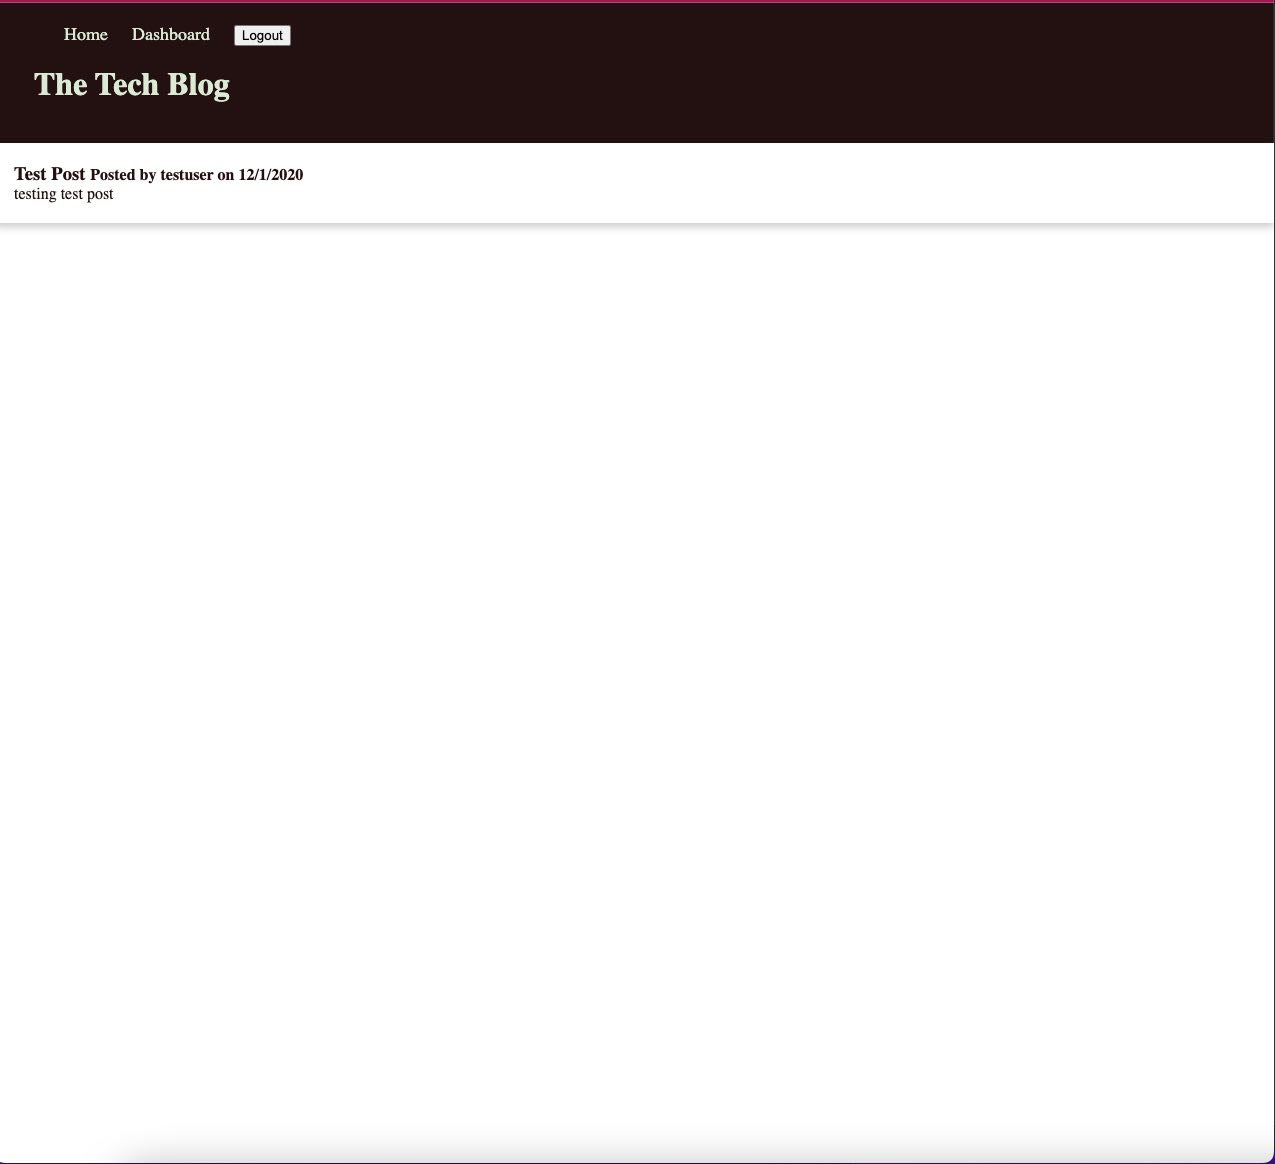 Home Dashboard Logout
The Tech Blog
Test Post Posted by testuser on 12/1/2020
testing test post